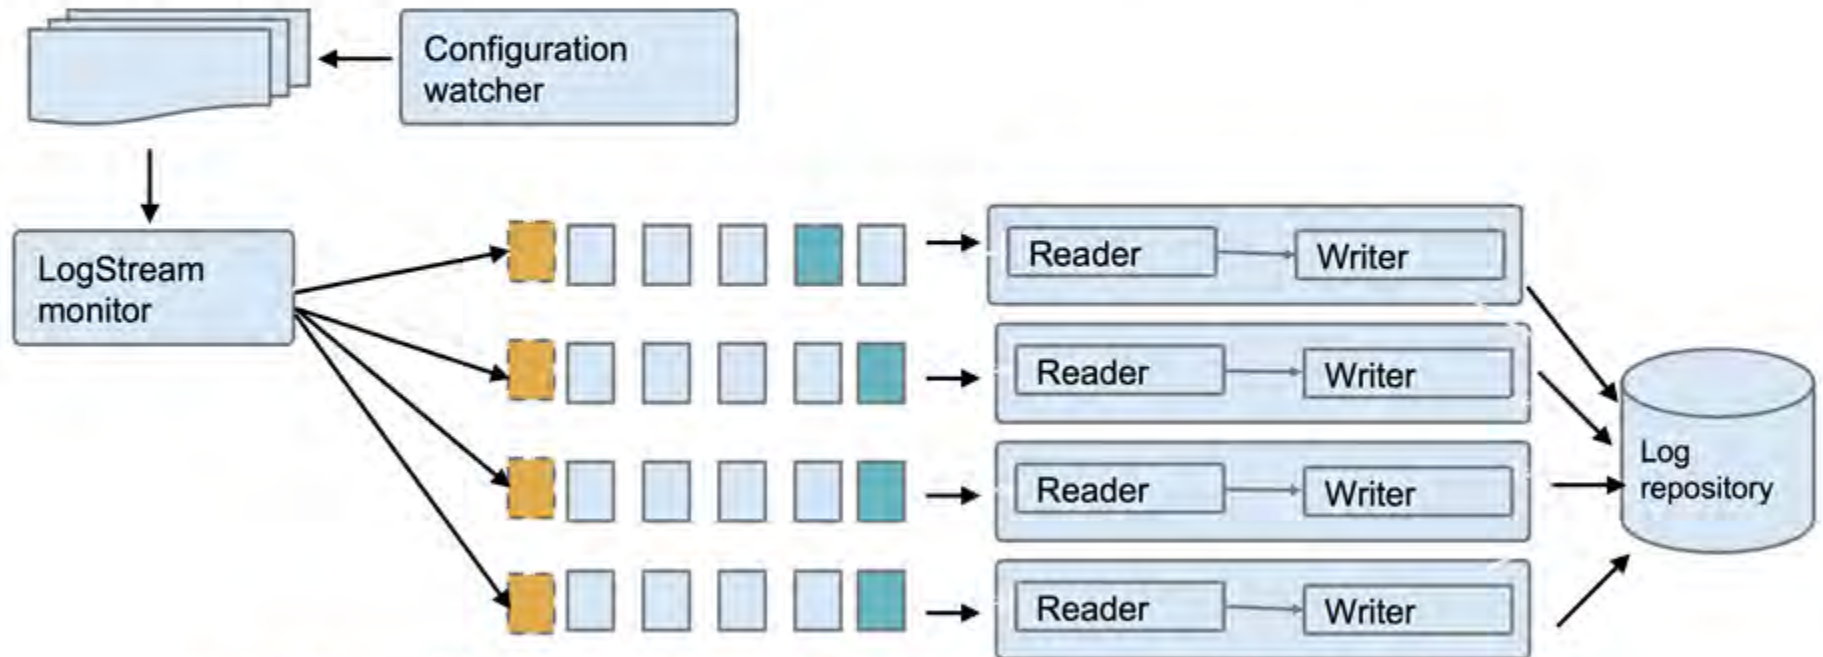 Configuration
watcher
LogStream
monitor
Reader
Writer
Reader
Writer
Reader
Writer
Reader
Writer
Log
repository